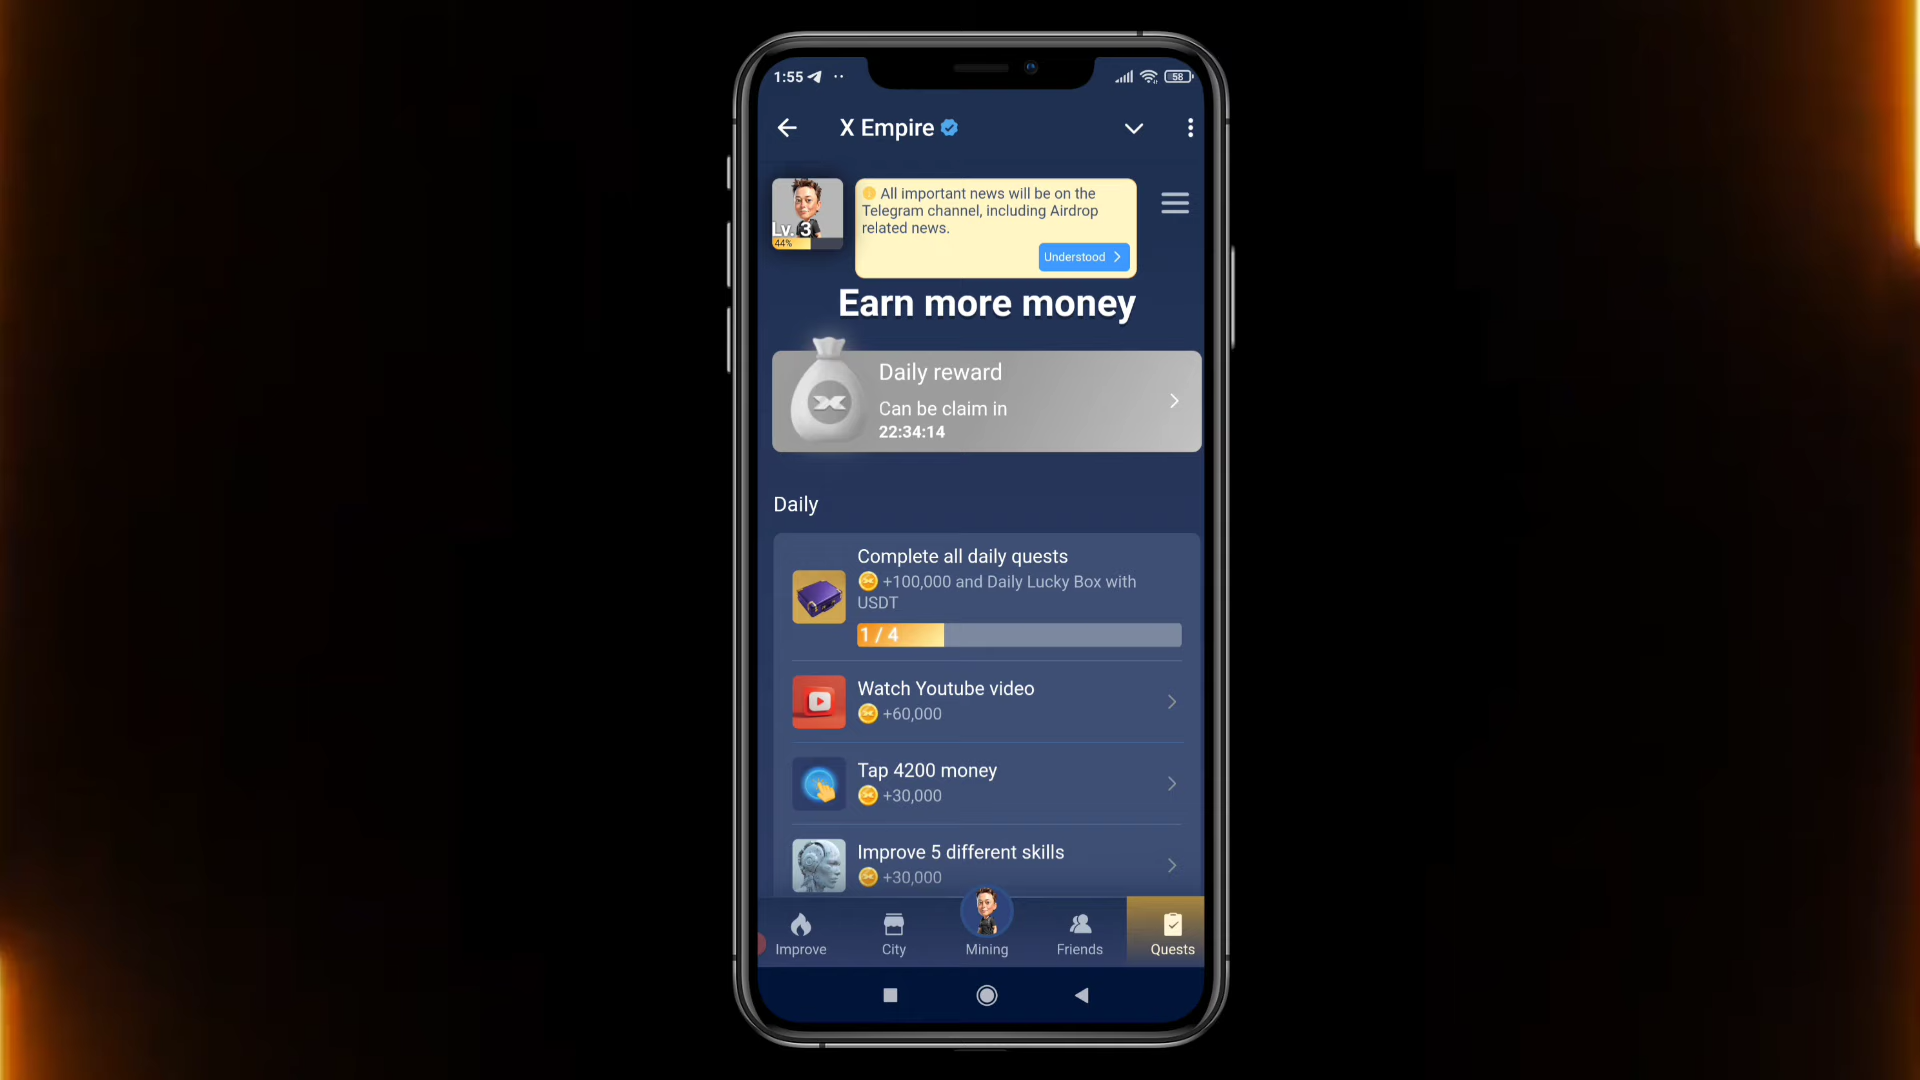 1:55
58
X Empire
Lv. 3
44%
All important news will be on the
Telegram channel, including Airdrop
related news.
Understood
Earn more money
Daily reward
Can be claim in
22:34:14
Daily
Complete all daily quests
+100,000 and Daily Lucky Box with
USDT
1 / 4
Watch Youtube video
+60,000
Tap 4200 money
+30,000
Improve 5 different skills
+30,000
Improve
City
Mining
Friends
Quests